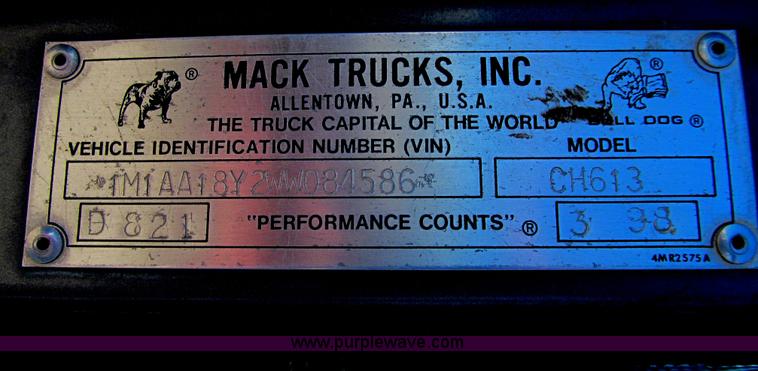 MACK TRUCKS, INC.
ALLENTOWN, PA., U.S.A.
THE TRUCK CAPITAL OF THE WORLD
BULL DOG ®
VEHICLE IDENTIFICATION NUMBER (VIN) MODEL
*1M1AA18Y2WW084586* CH613
D 821 "PERFORMANCE COUNTS" ® 3 98
4MR2575A
www.purplewave.com